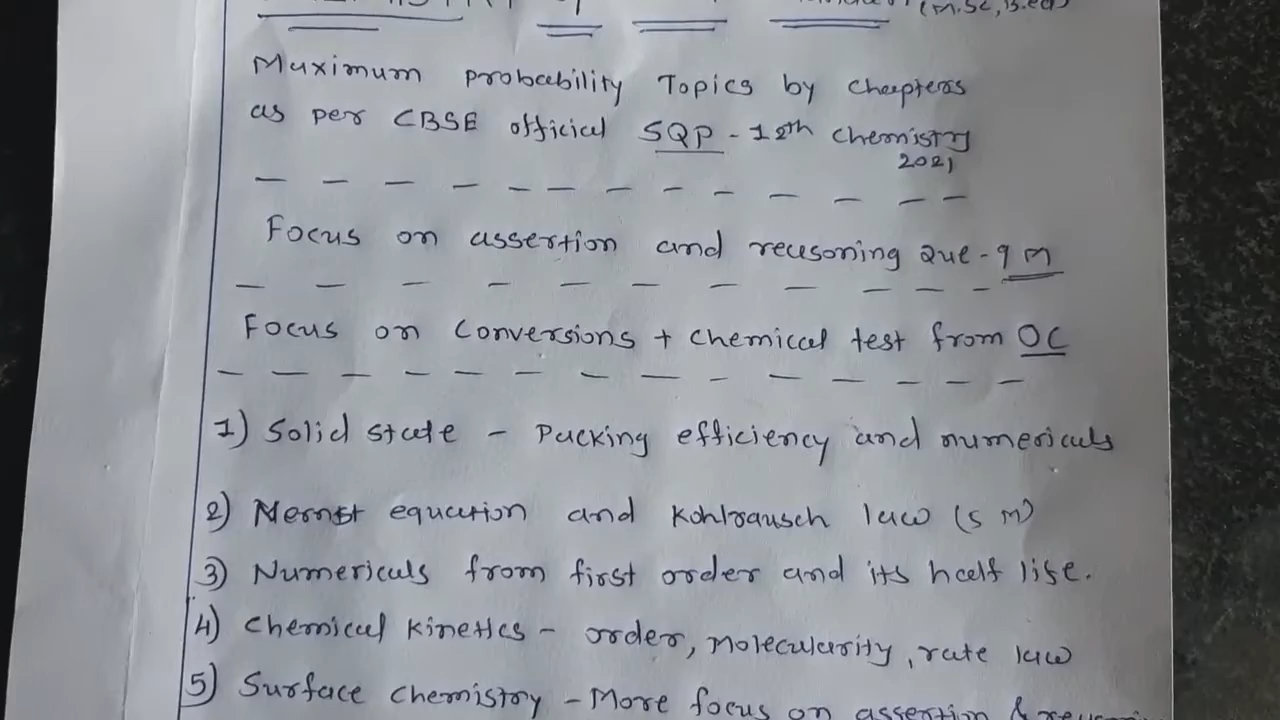 (M.Sc, B.ed)
Maximum probability Topics by chapters
as per CBSE official SQP - 12th chemistry
2021
Focus on assertion and reasoning Que - 9 M
Focus on conversions + chemical test from OC
1) Solid state - Packing efficiency and numericals
2) Nernst equation and Kohlrausch law (5 M)
3) Numericals from first order and its half life.
4) Chemical Kinetics - order, Molecularity, rate law
5) Surface chemistry - More focus on assertion &